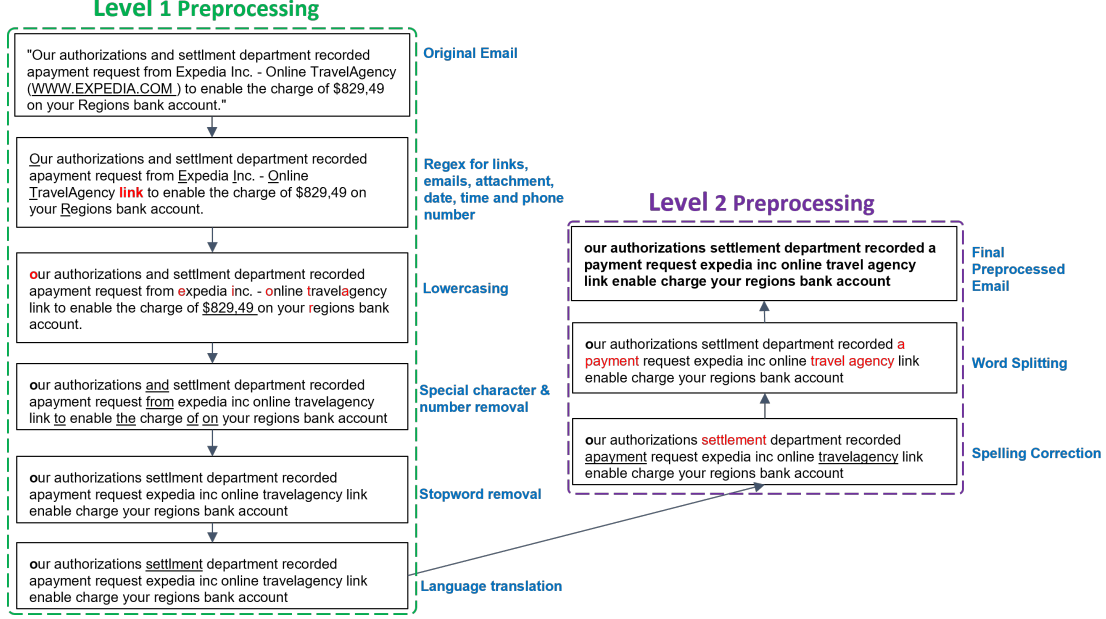 Level 1 Preprocessing
"Our authorizations and settlment department recorded
apayment request from Expedia Inc. - Online TravelAgency
(WWW.EXPEDIA.COM ) to enable the charge of $829,49
on your Regions bank account."
Original Email
Our authorizations and settlment department recorded
apayment request from Expedia Inc. - Online
TravelAgency link to enable the charge of $829,49 on
your Regions bank account.
Regex for links,
emails, attachment,
date, time and phone
number
our authorizations and settlment department recorded
apayment request from expedia inc. - online travelagency
link to enable the charge of $829,49 on your regions bank
account.
Lowercasing
our authorizations and settlment department recorded
apayment request from expedia inc online travelagency
link to enable the charge of on your regions bank account
Special character &
number removal
our authorizations settlment department recorded
apayment request expedia inc online travelagency link
enable charge your regions bank account
Stopword removal
our authorizations settlment department recorded
apayment request expedia inc online travelagency link
enable charge your regions bank account
Language translation
Level 2 Preprocessing
our authorizations settlement department recorded a
payment request expedia inc online travel agency
link enable charge your regions bank account
Final
Preprocessed
Email
our authorizations settlement department recorded a
payment request expedia inc online travel agency link
enable charge your regions bank account
Word Splitting
our authorizations settlement department recorded
apayment request expedia inc online travelagency link
enable charge your regions bank account
Spelling Correction